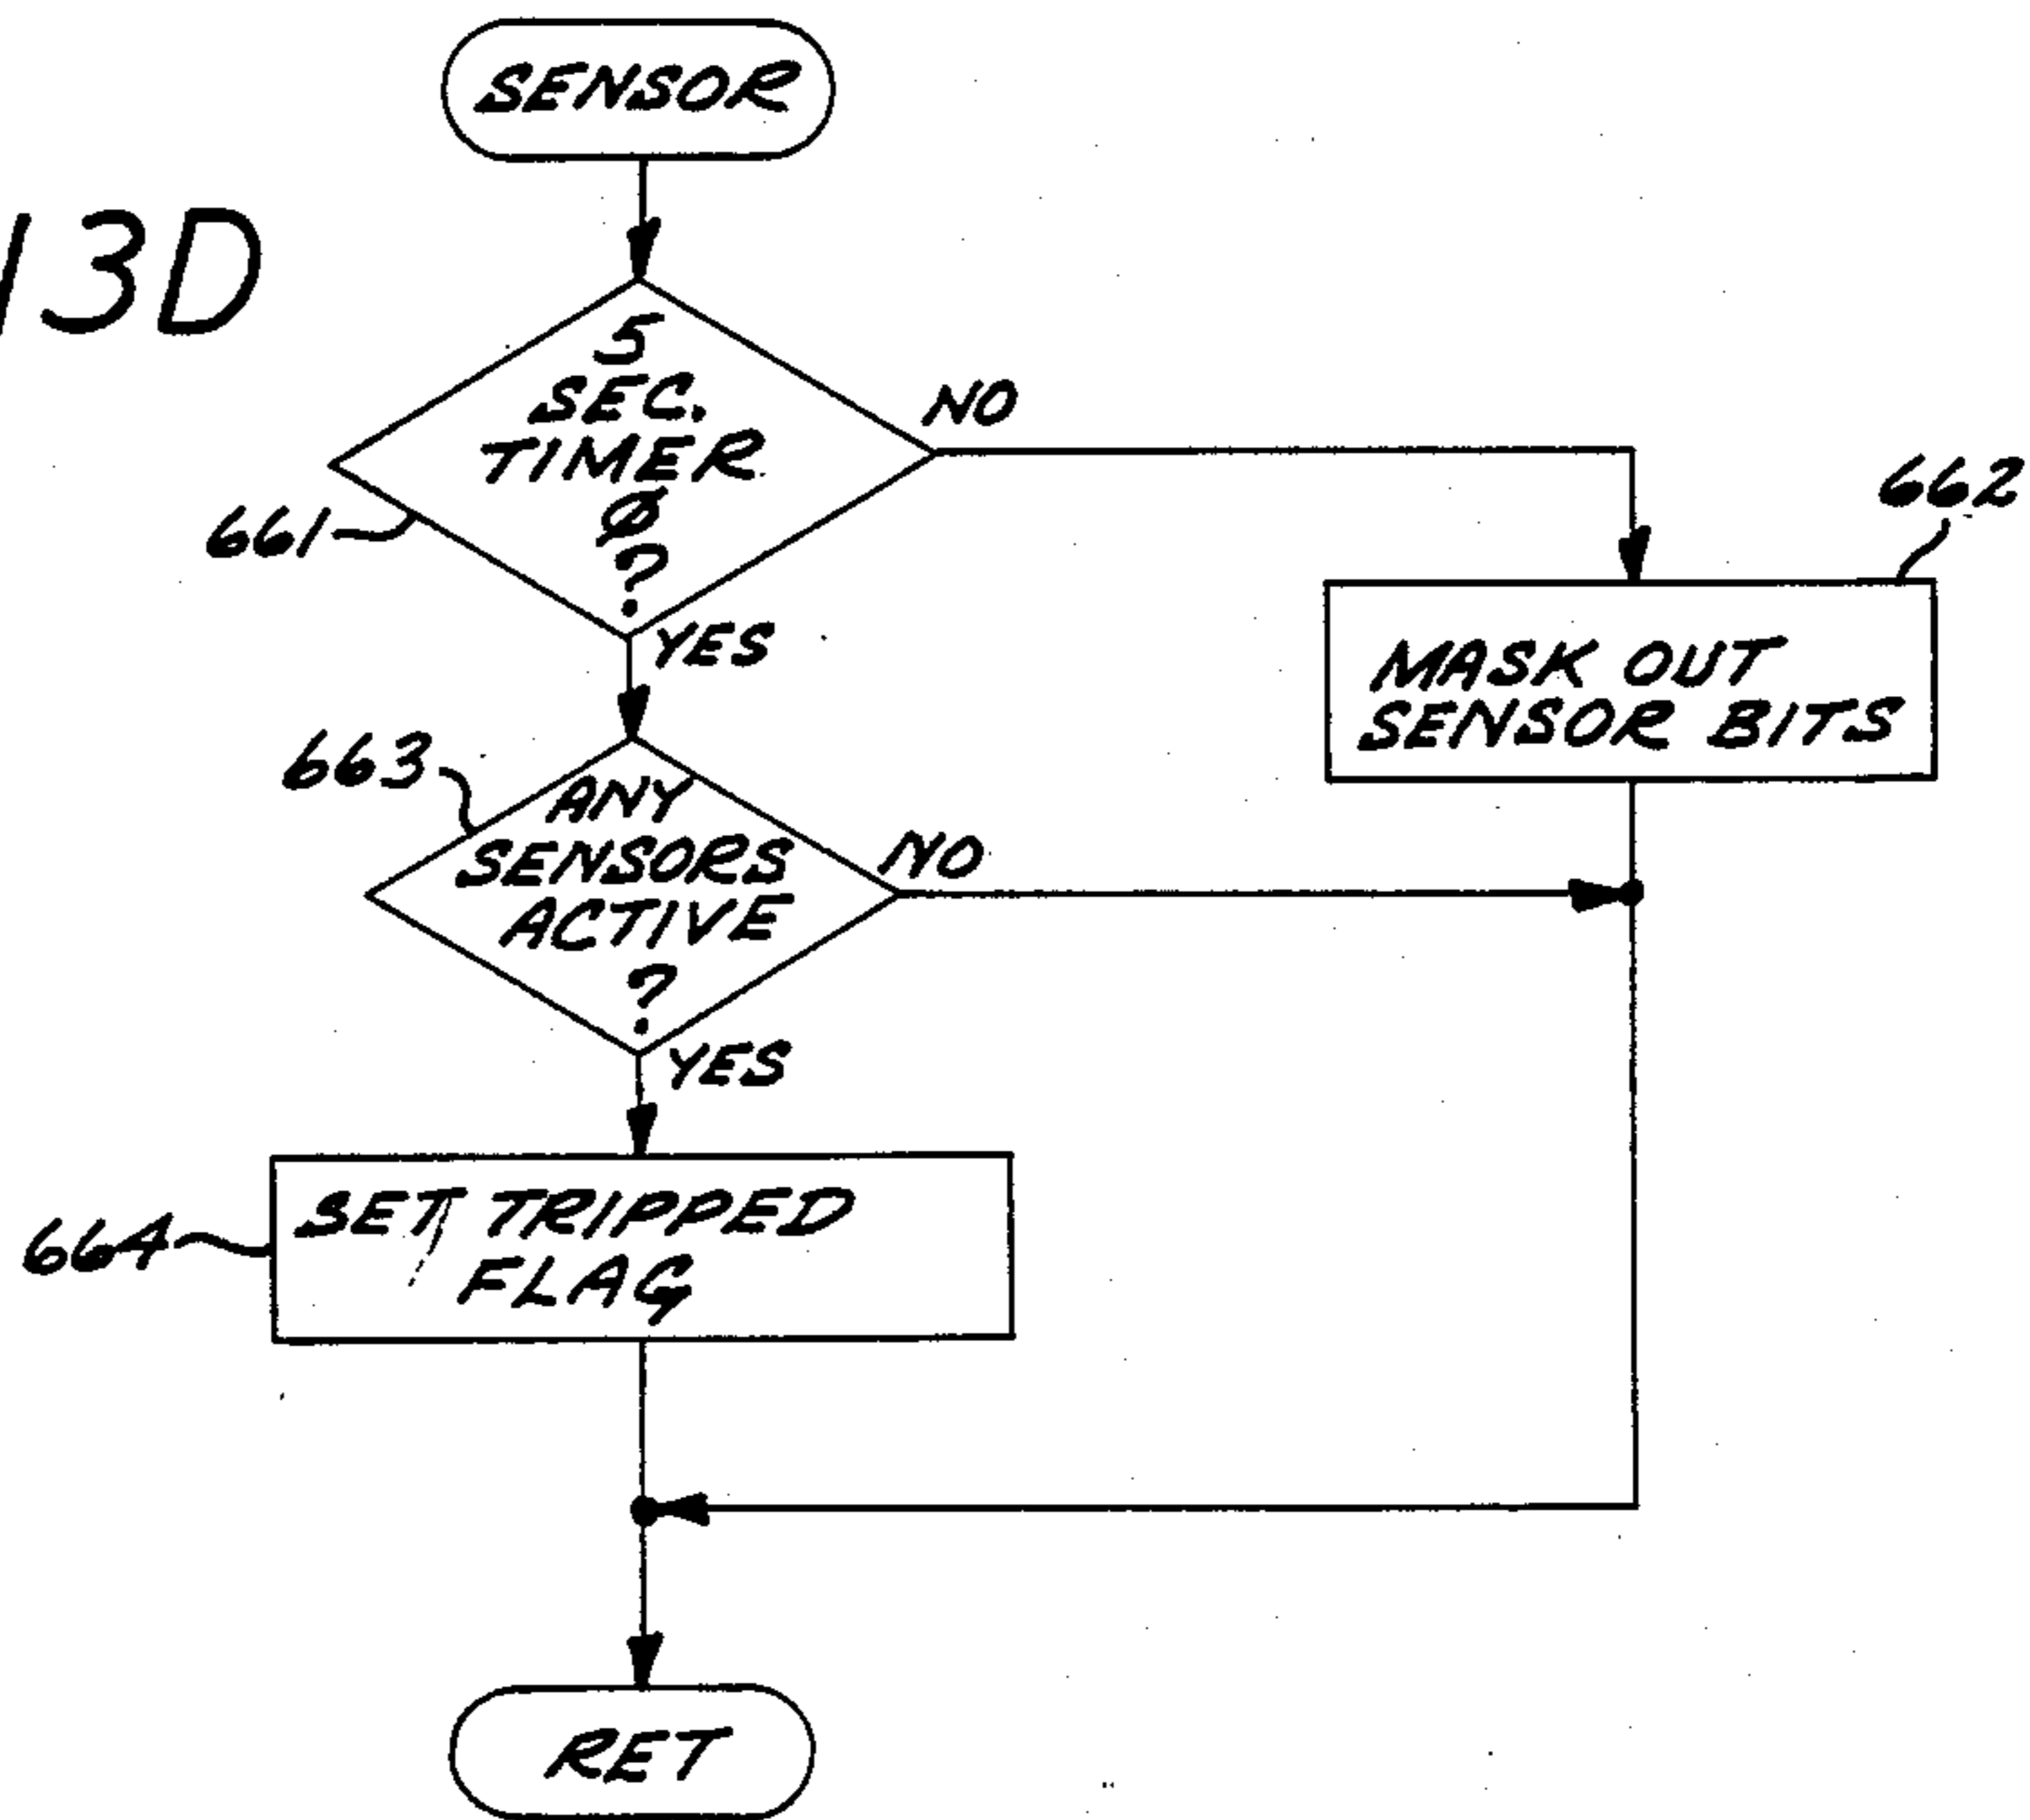 SENSOR
13D
5
SEC.
TIMER
Ø
?
NO
661
662
YES
MASK OUT
SENSOR BITS
663
ANY
SENSORS
ACTIVE
?
NO
YES
664
SET TRIPPED
FLAG
RET